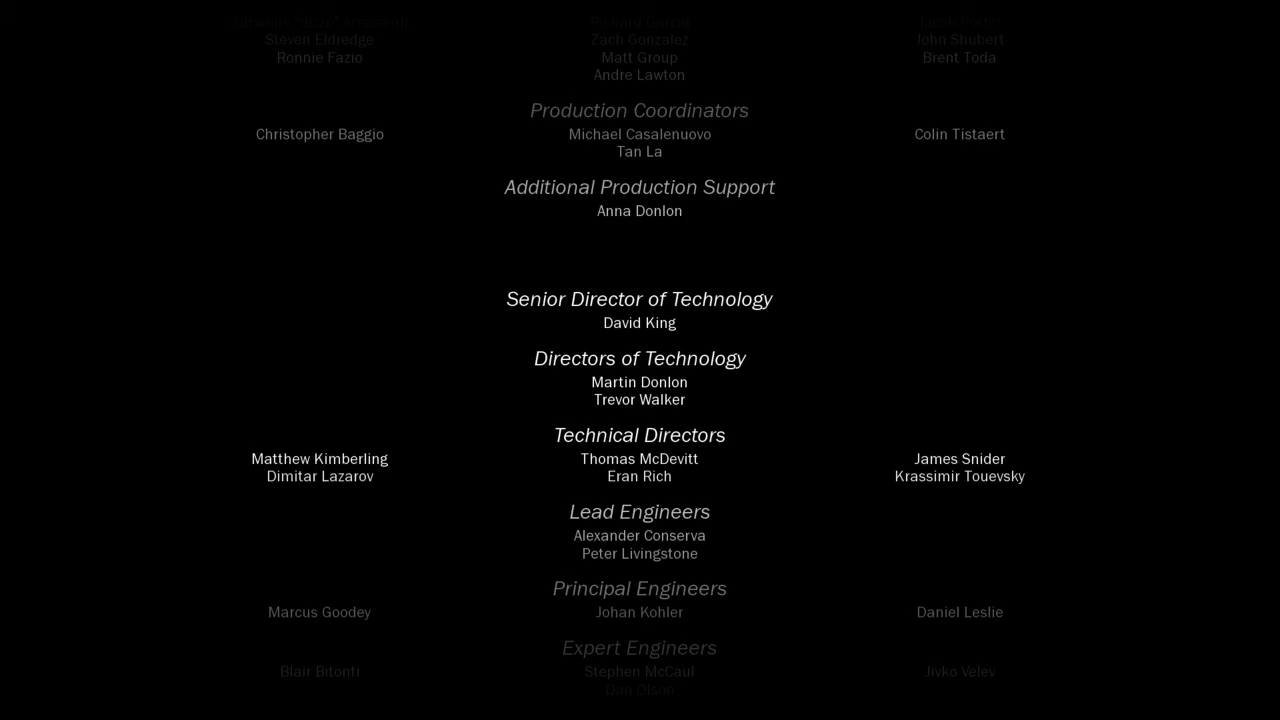 Steven Eldredge Zach Gonzalez John Shubert
Ronnie Fazio Matt Group Brent Toda
Andre Lawton
Production Coordinators
Christopher Baggio Michael Casalenuovo Colin Tistaert
Tan La
Additional Production Support
Anna Donlon
Senior Director of Technology
David King
Directors of Technology
Martin Donlon
Trevor Walker
Technical Directors
Matthew Kimberling Thomas McDevitt James Snider
Dimitar Lazarov Eran Rich Krassimir Touevsky
Lead Engineers
Alexander Conserva
Peter Livingstone
Principal Engineers
Marcus Goodey Johan Kohler Daniel Leslie
Expert Engineers
Blair Bitonti Stephen McCaul Jivko Velev
Dan Olson